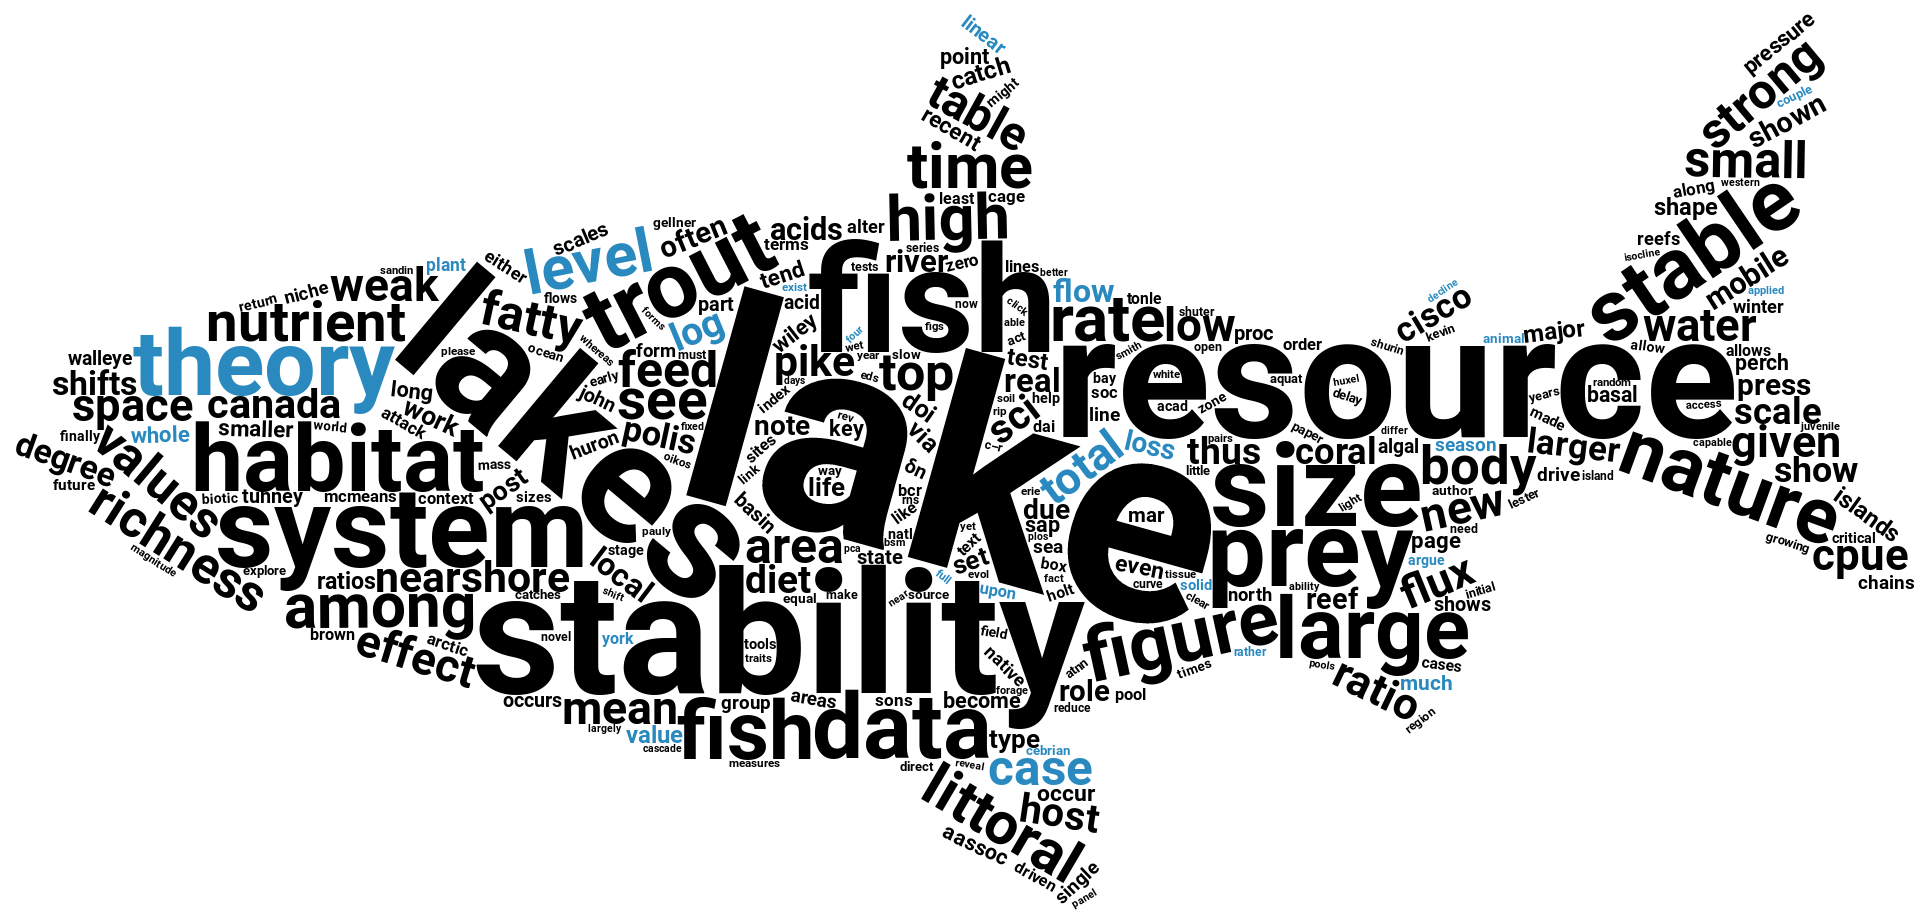 linear
point
catch
might
table
recent
time
least
cage
high
series
pressure
strong
couple
shown
small
along
western
shape
stable
reefs
isocline
mobile
applied
winter
water
allow
allows
perch
press
access
scale
juvenile
capable
given
show
nature
islands
critical
growing
cpue
chains
gellner
scales
often
acids
alter
terms
level
trout
either
plant
sandin
weak
niche
return
nutrient
fatty
flows
forms
ocean
whereas
part
log
tend
exist
acid
fish
tests
river
zero
now
figs
lines
better
click
able
act
flow
tonle
shuter
rate
low
proc
smith
open
order
decline
cisco
kevin
shurin
animal
major
resource
white
acad
zone
aquat
huxel
delay
random
basal
years
made
theory
walleye
shifts
space
canada
please
long
work
attack
lakes
form
must
feed
early
john
see
wiley
four
wet
pike
year
slow
days
eds
top
test
real
bay
soil
help
soc
rip
line
sci
dai
c–r
index
note
rev
key
doi
via
lake
finally
whole
smaller
world
degree
future
values
richness
magnitude
habitat
mass
huron
polis
fixed
oikos
sites
link
way
life
δn
bcr
rns
like
natl
bsm
erie
total
loss
pairs
thus
little
paper
coral
differ
algal
season
larger
drive
island
size
body
author
light
new
lester
need
biotic
tunney
mcmeans
context
post
sizes
system
explore
pauly
stage
basin
area
pca
state
yet
text
set
due
sap
plos
sea
box
fact
holt
mar
even
tissue
curve
solid
clear
prey
page
argue
flux
initial
shows
ratios
nearshore
catches
local
shift
diet
equal
make
near
source
full
evol
upon
north
ability
reef
among
brown
effect
arctic
novel
york
stability
tools
traits
field
native
forage
atnn
figure
times
rather
large
pools
cases
ratio
much
region
occurs
mean
group
areas
sons
become
role
pool
reduce
largely
value
cascade
fish
data
type
measures
direct
reveal
cebrian
case
occur
littoral
host
aassoc
driven
single
panel